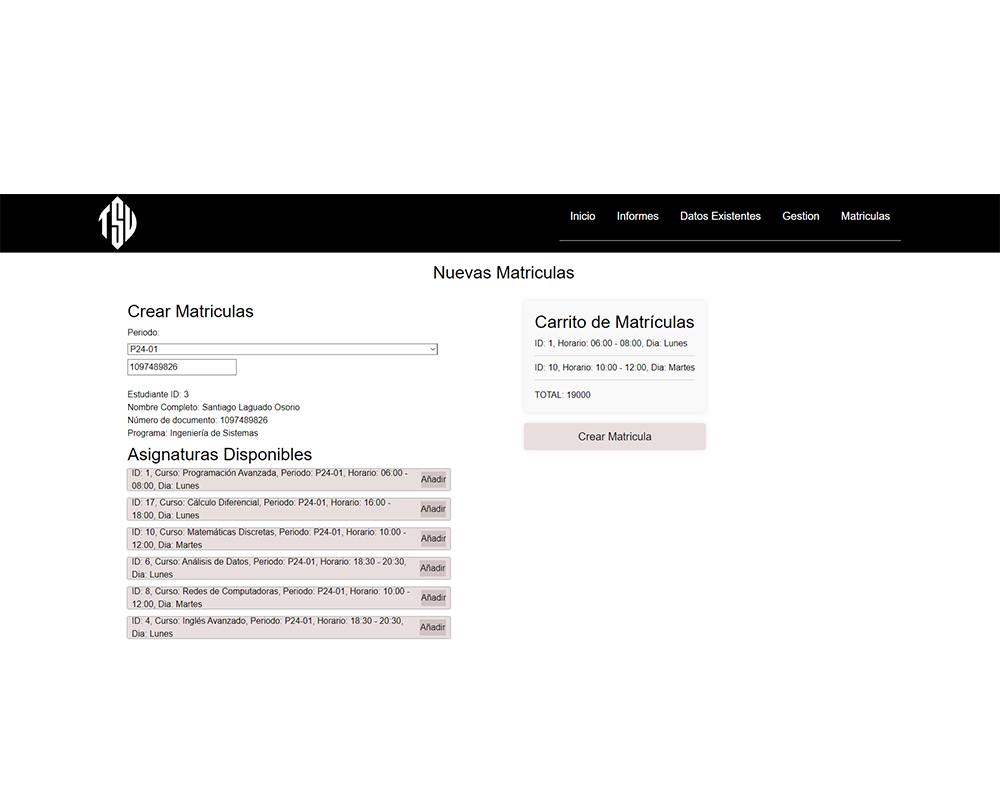 TSU
Inicio Informes Datos Existentes Gestion Matriculas
Nuevas Matriculas
Crear Matriculas
Periodo:
P24-01
1097489826
Estudiante ID: 3
Nombre Completo: Santiago Laguado Osorio
Número de documento: 1097489826
Programa: Ingeniería de Sistemas
Asignaturas Disponibles
ID: 1, Curso: Programación Avanzada, Periodo: P24-01, Horario: 06:00 -
08:00, Dia: Lunes
Añadir
ID: 17, Curso: Cálculo Diferencial, Periodo: P24-01, Horario: 16:00 -
18:00, Dia: Lunes
Añadir
ID: 10, Curso: Matemáticas Discretas, Periodo: P24-01, Horario: 10:00 -
12:00, Dia: Martes
Añadir
ID: 6, Curso: Análisis de Datos, Periodo: P24-01, Horario: 18:30 - 20:30,
Dia: Lunes
Añadir
ID: 8, Curso: Redes de Computadoras, Periodo: P24-01, Horario: 10:00 -
12:00, Dia: Martes
Añadir
ID: 4, Curso: Inglés Avanzado, Periodo: P24-01, Horario: 18:30 - 20:30,
Dia: Lunes
Añadir
Carrito de Matrículas
ID: 1, Horario: 06:00 - 08:00, Dia: Lunes
ID: 10, Horario: 10:00 - 12:00, Dia: Martes
TOTAL: 19000
Crear Matricula